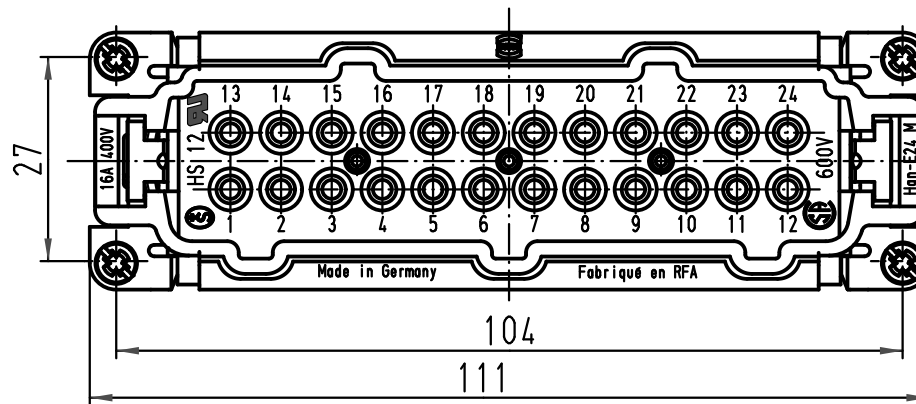 13 14 15 16 17 18 19 20 21 22 23 24
16A 400V
HS 12
600V
Han-E24 M
1 2 3 4 5 6 7 8 9 10 11 12
Made in Germany
Fabriqué en RFA
27
104
111